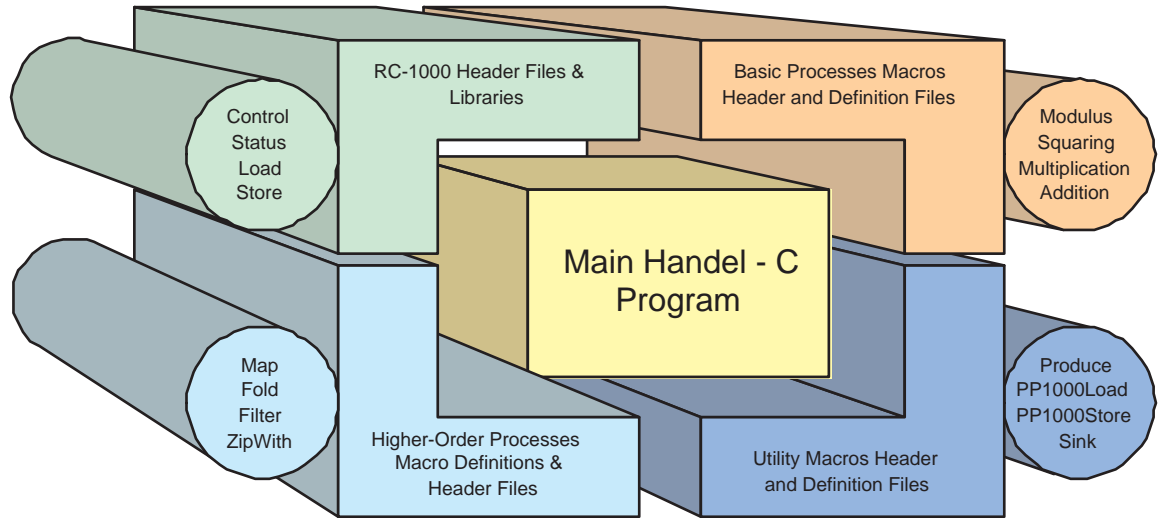 RC-1000 Header Files &
Libraries
Basic Processes Macros
Header and Definition Files
Control
Status
Load
Store
Modulus
Squaring
Multiplication
Addition
Main Handel - C
Program
Map
Fold
Filter
ZipWith
Produce
PP1000Load
PP1000Store
Sink
Higher-Order Processes
Macro Definitions &
Header Files
Utility Macros Header
and Definition Files